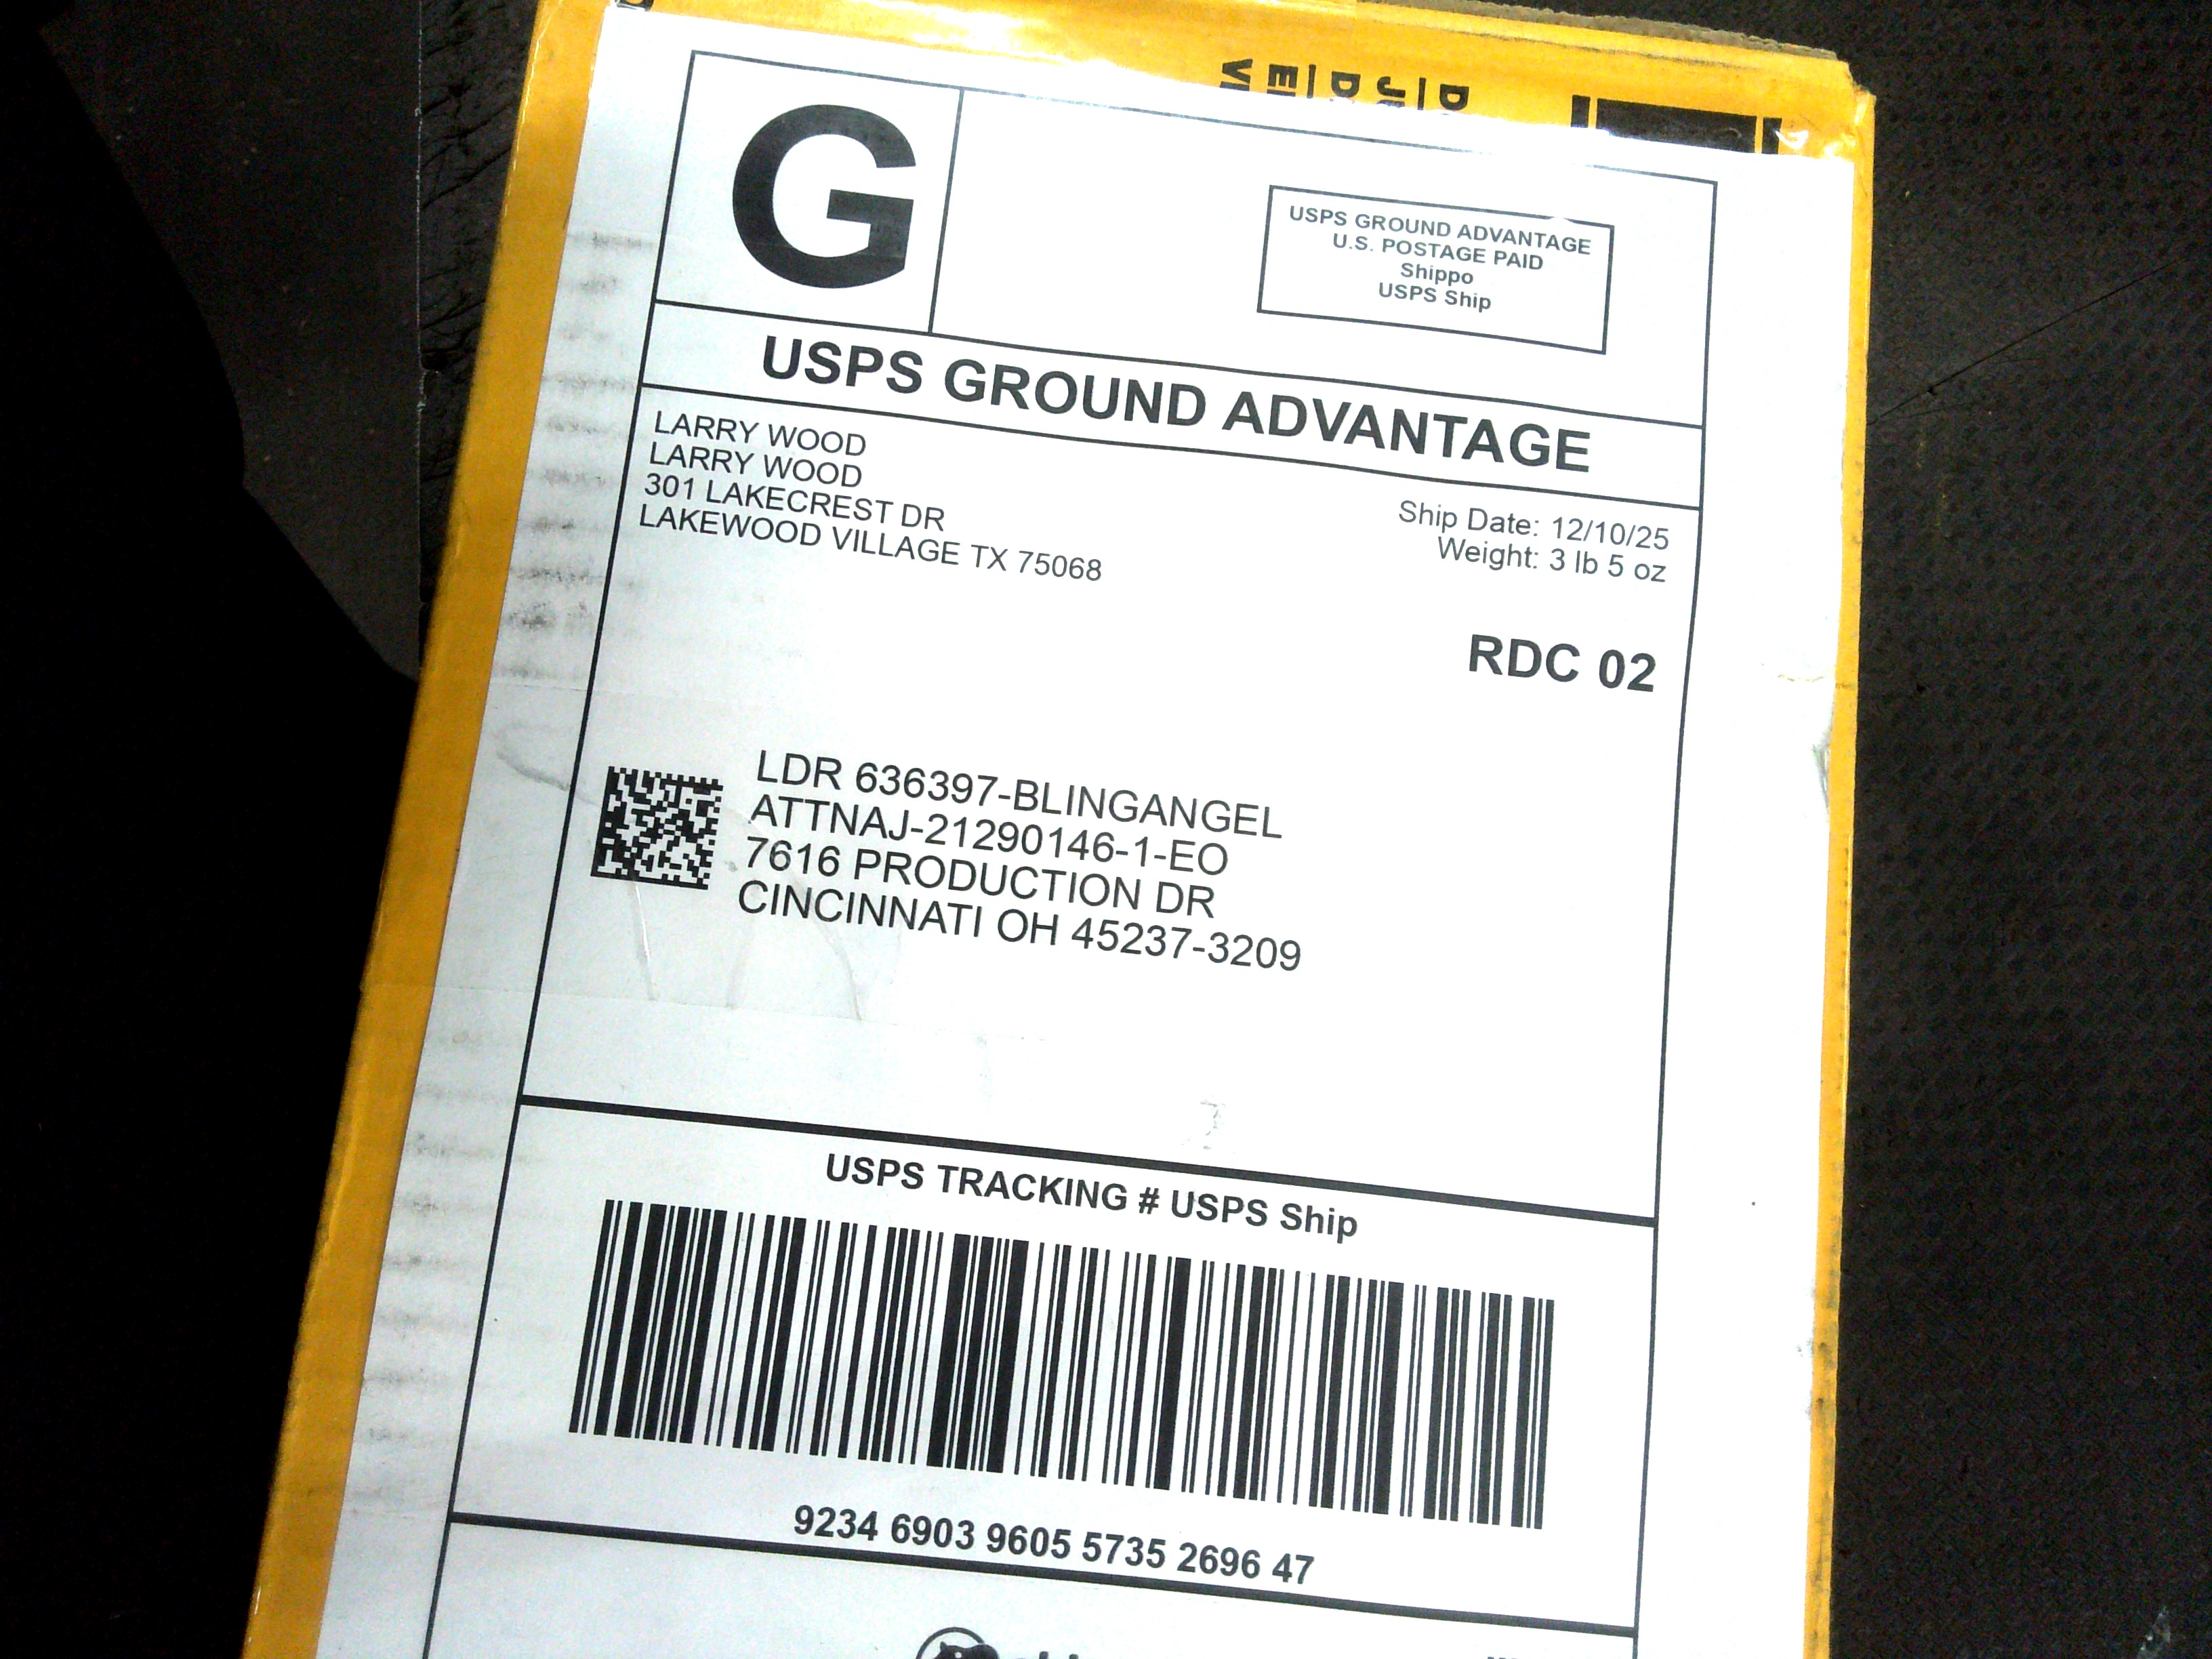 G
USPS GROUND ADVANTAGE
U.S. POSTAGE PAID
Shippo
USPS Ship
USPS GROUND ADVANTAGE
LARRY WOOD
LARRY WOOD
301 LAKECREST DR
LAKEWOOD VILLAGE TX 75068
Ship Date: 12/10/25
Weight: 3 lb 5 oz
RDC 02
LDR 636397-BLINGANGEL
ATTNAJ-21290146-1-EO
7616 PRODUCTION DR
CINCINNATI OH 45237-3209
USPS TRACKING # USPS Ship
9234 6903 9605 5735 2696 47